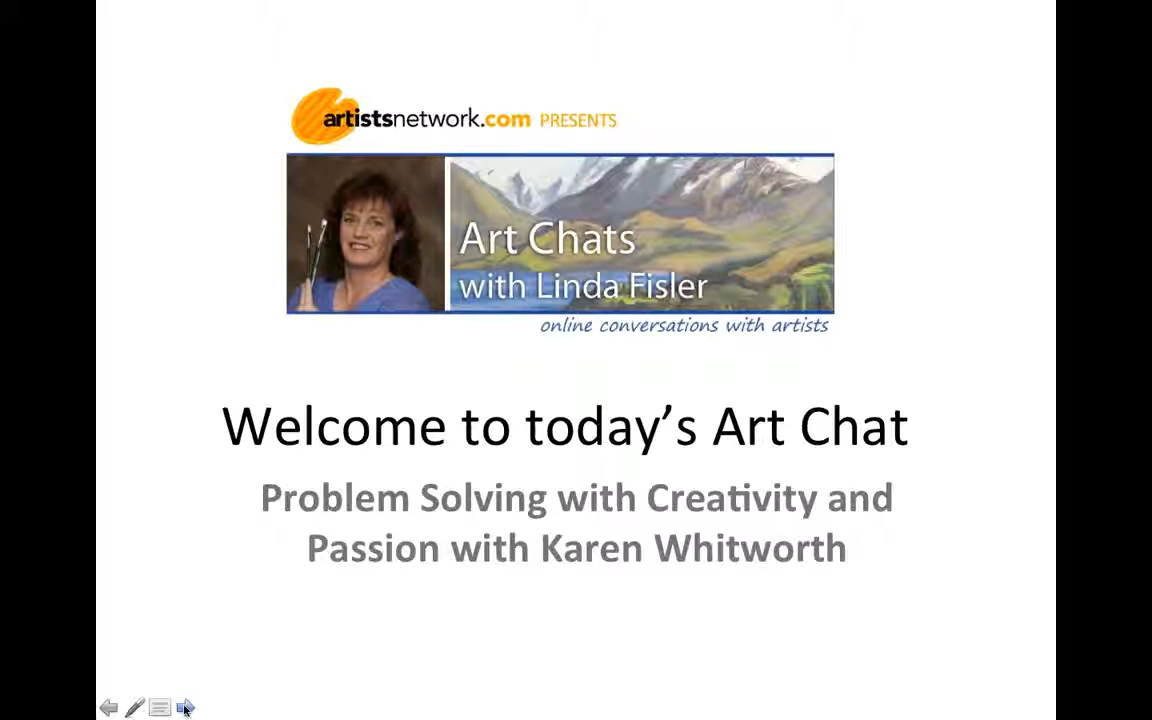 artistsnetwork.com PRESENTS
Art Chats
with Linda Fisler
online conversations with artists
Welcome to today’s Art Chat
Problem Solving with Creativity and
Passion with Karen Whitworth